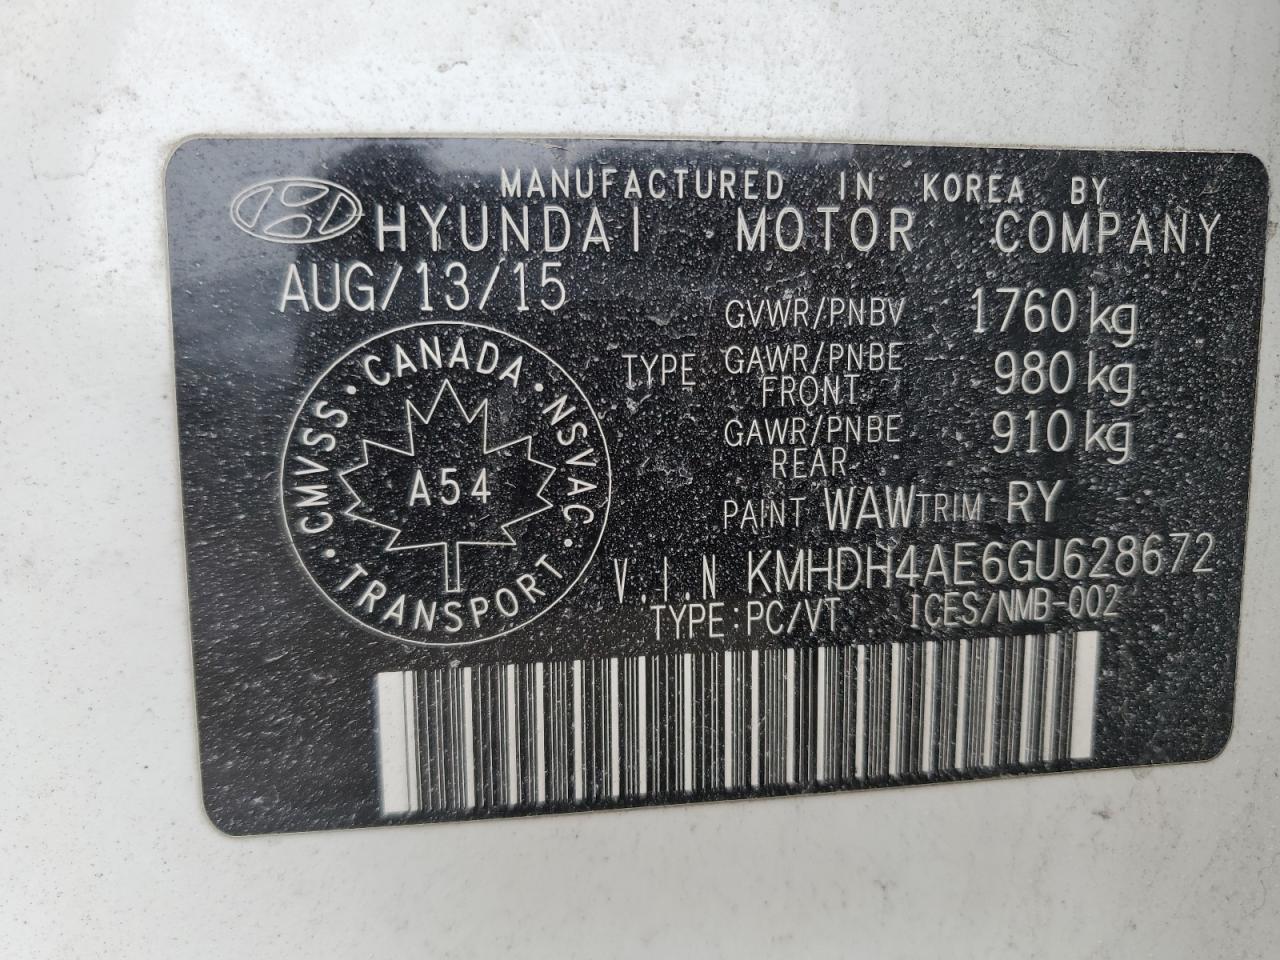 MANUFACTURED IN KOREA BY
HYUNDAI MOTOR COMPANY
AUG/13/15
GVWR/PNBV 1760 kg
TYPE GAWR/PNBE FRONT 980 kg
GAWR/PNBE REAR 910 kg
CANADA · NSVAC · TRANSPORT · CMVSS ·
A54
PAINT WAW TRIM RY
V.I.N KMHDH4AE6GU628672
TYPE:PC/VT ICES/NMB-002